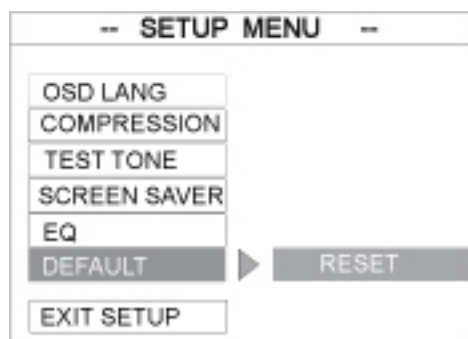 -- SETUP MENU --
OSD LANG
COMPRESSION
TEST TONE
SCREEN SAVER
EQ
DEFAULT RESET
EXIT SETUP